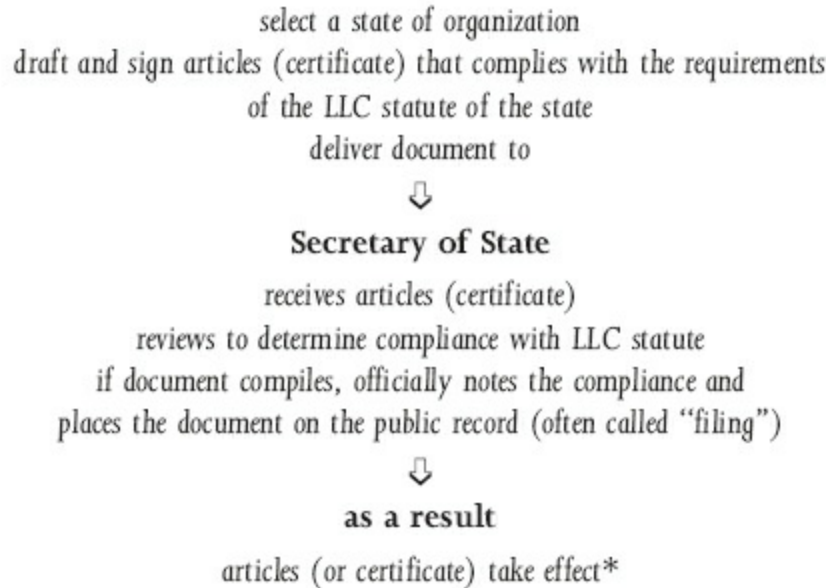 select a state of organization
draft and sign articles (certificate) that complies with the requirements
of the LLC statute of the state
deliver document to
⇩
Secretary of State
receives articles (certificate)
reviews to determine compliance with LLC statute
if document compiles, officially notes the compliance and
places the document on the public record (often called “filing”)
⇩
as a result
articles (or certificate) take effect*